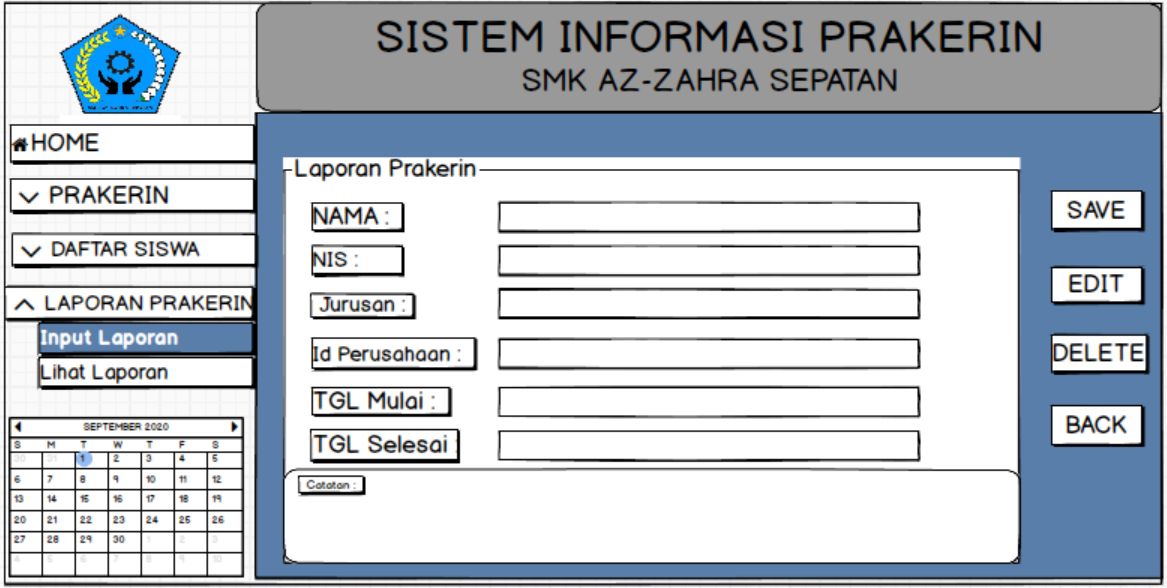 SISTEM INFORMASI PRAKERIN
SMK AZ-ZAHRA SEPATAN
HOME
PRAKERIN
DAFTAR SISWA
LAPORAN PRAKERIN
Input Laporan
Lihat Laporan
SEPTEMBER 2020
S M T W T F S
30 31 1 2 3 4 5
6 7 8 9 10 11 12
13 14 15 16 17 18 19
20 21 22 23 24 25 26
27 28 29 30 1 2 3
4 5 6 7 8 9 10
Laporan Prakerin
NAMA :
NIS :
Jurusan :
Id Perusahaan :
TGL Mulai :
TGL Selesai :
Catatan :
SAVE
EDIT
DELETE
BACK